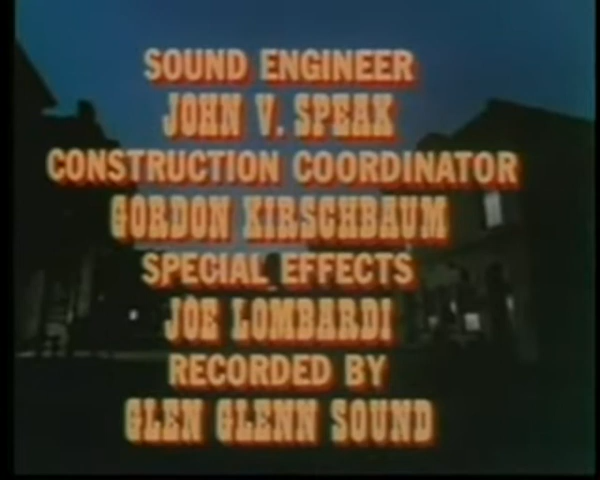 SOUND ENGINEER
JOHN V. SPEAK
CONSTRUCTION COORDINATOR
GORDON KIRSCHBAUM
SPECIAL EFFECTS
JOE LOMBARDI
RECORDED BY
GLEN GLENN SOUND